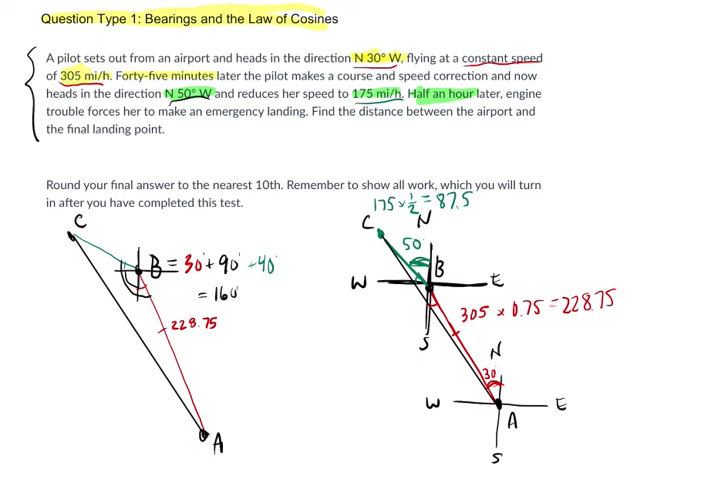 Question Type 1: Bearings and the Law of Cosines
A pilot sets out from an airport and heads in the direction N 30° W, flying at a constant speed
of 305 mi/h. Forty-five minutes later the pilot makes a course and speed correction and now
heads in the direction N 50° W and reduces her speed to 175 mi/h. Half an hour later, engine
trouble forces her to make an emergency landing. Find the distance between the airport and
the final landing point.
Round your final answer to the nearest 10th. Remember to show all work, which you will turn
in after you have completed this test.
175 x 1/2 = 87.5
C
B = 30° + 90° + 40°
= 160°
228.75
A
C
N
50°
B
W
E
S
305 x 0.75 = 228.75
N
30°
W
E
A
S